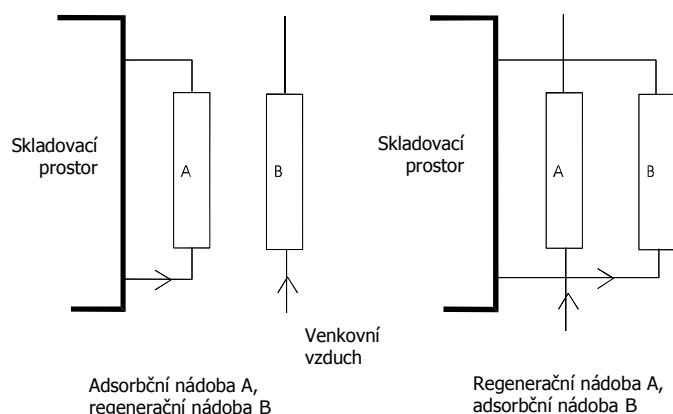 Skladovací
prostor
A
B
Venkovní
vzduch
Adsorbční nádoba A,
regenerační nádoba B
Skladovací
prostor
A
B
Regenerační nádoba A,
adsorbční nádoba B